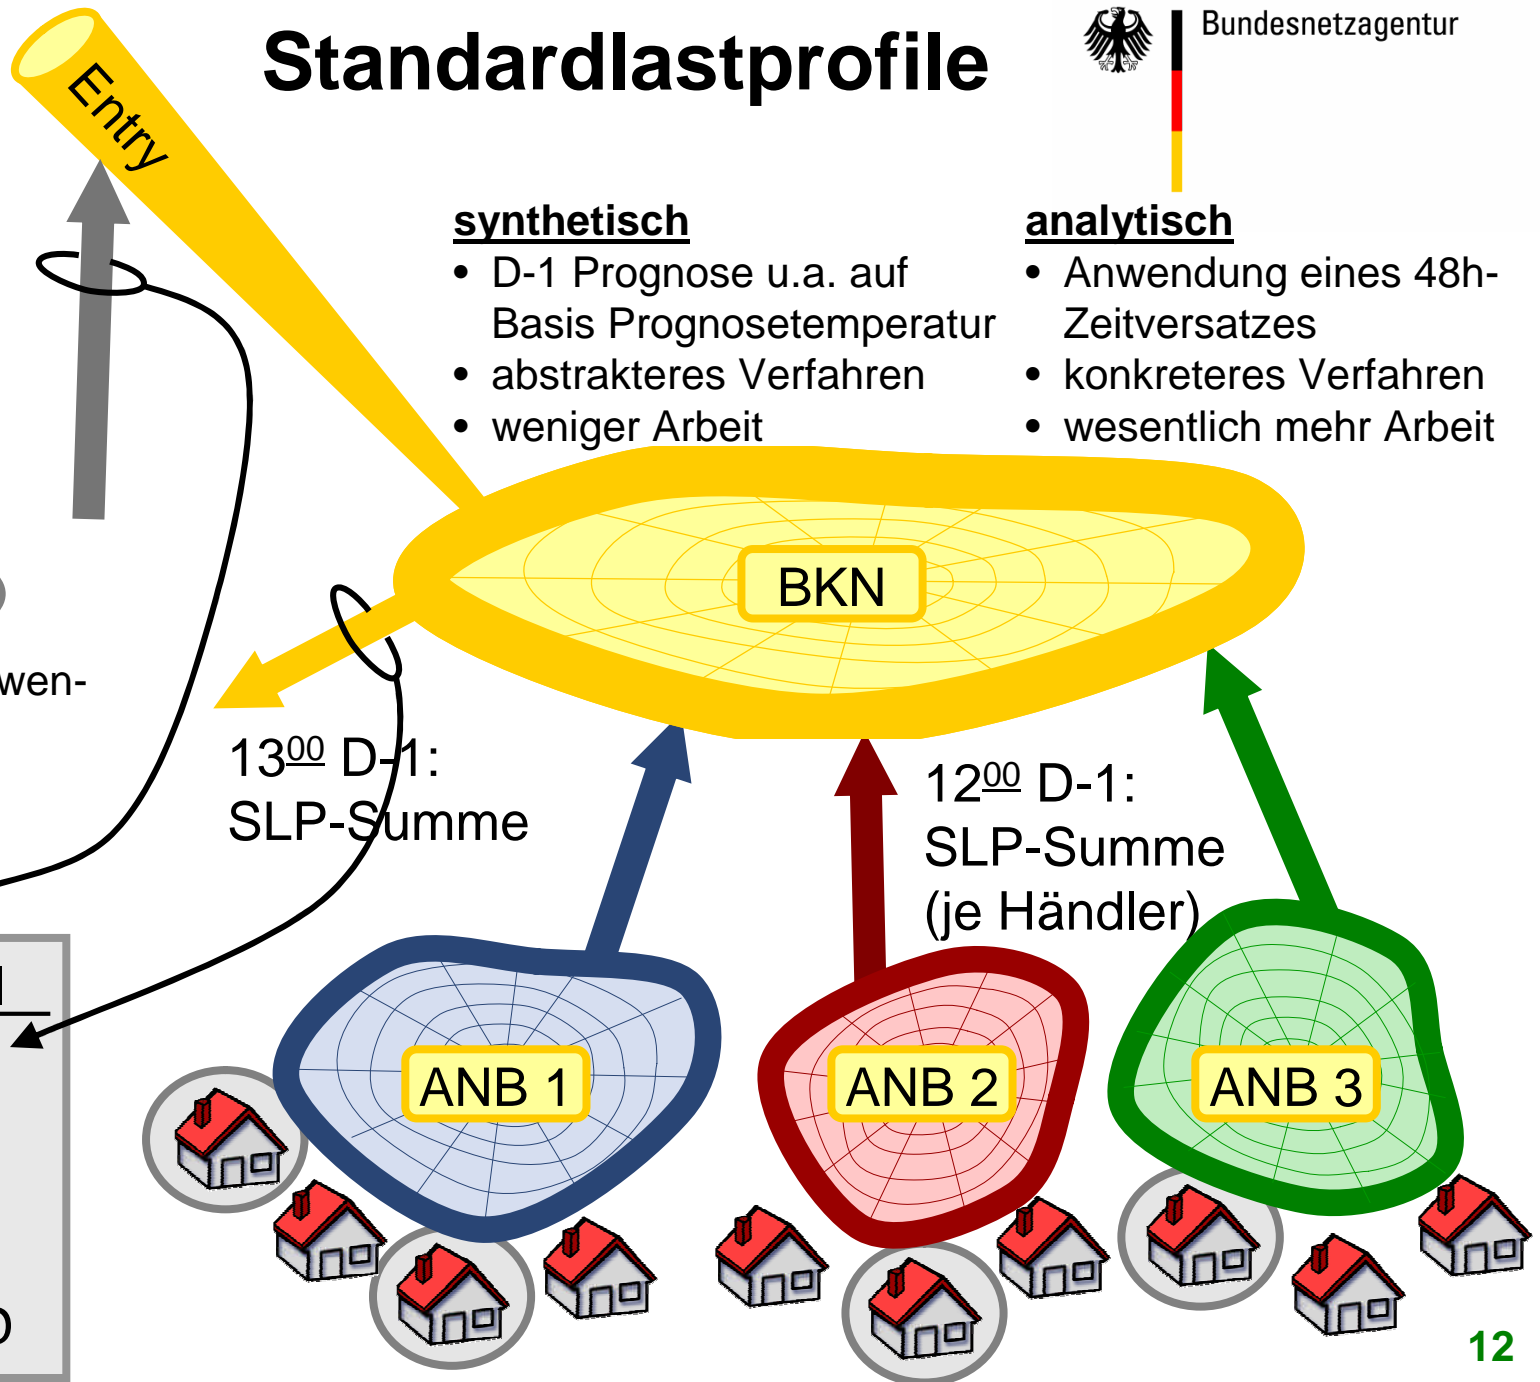 Standardlastprofile
Bundesnetzagentur
Entry
synthetisch
• D-1 Prognose u.a. auf
Basis Prognosetemperatur
• abstrakteres Verfahren
• weniger Arbeit
analytisch
• Anwendung eines 48h-
Zeitversatzes
• konkreteres Verfahren
• wesentlich mehr Arbeit
BKN
wen-
1300 D-1:
SLP-Summe
1200 D-1:
SLP-Summe
(je Händler)
ANB 1
ANB 2
ANB 3
12